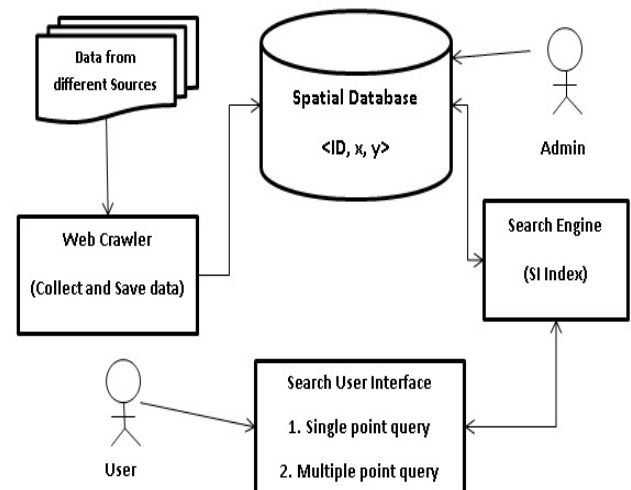 Data from
different Sources
Spatial Database
<ID, x, y>
Admin
Web Crawler
(Collect and Save data)
Search Engine
(SI Index)
User
Search User Interface
1. Single point query
2. Multiple point query